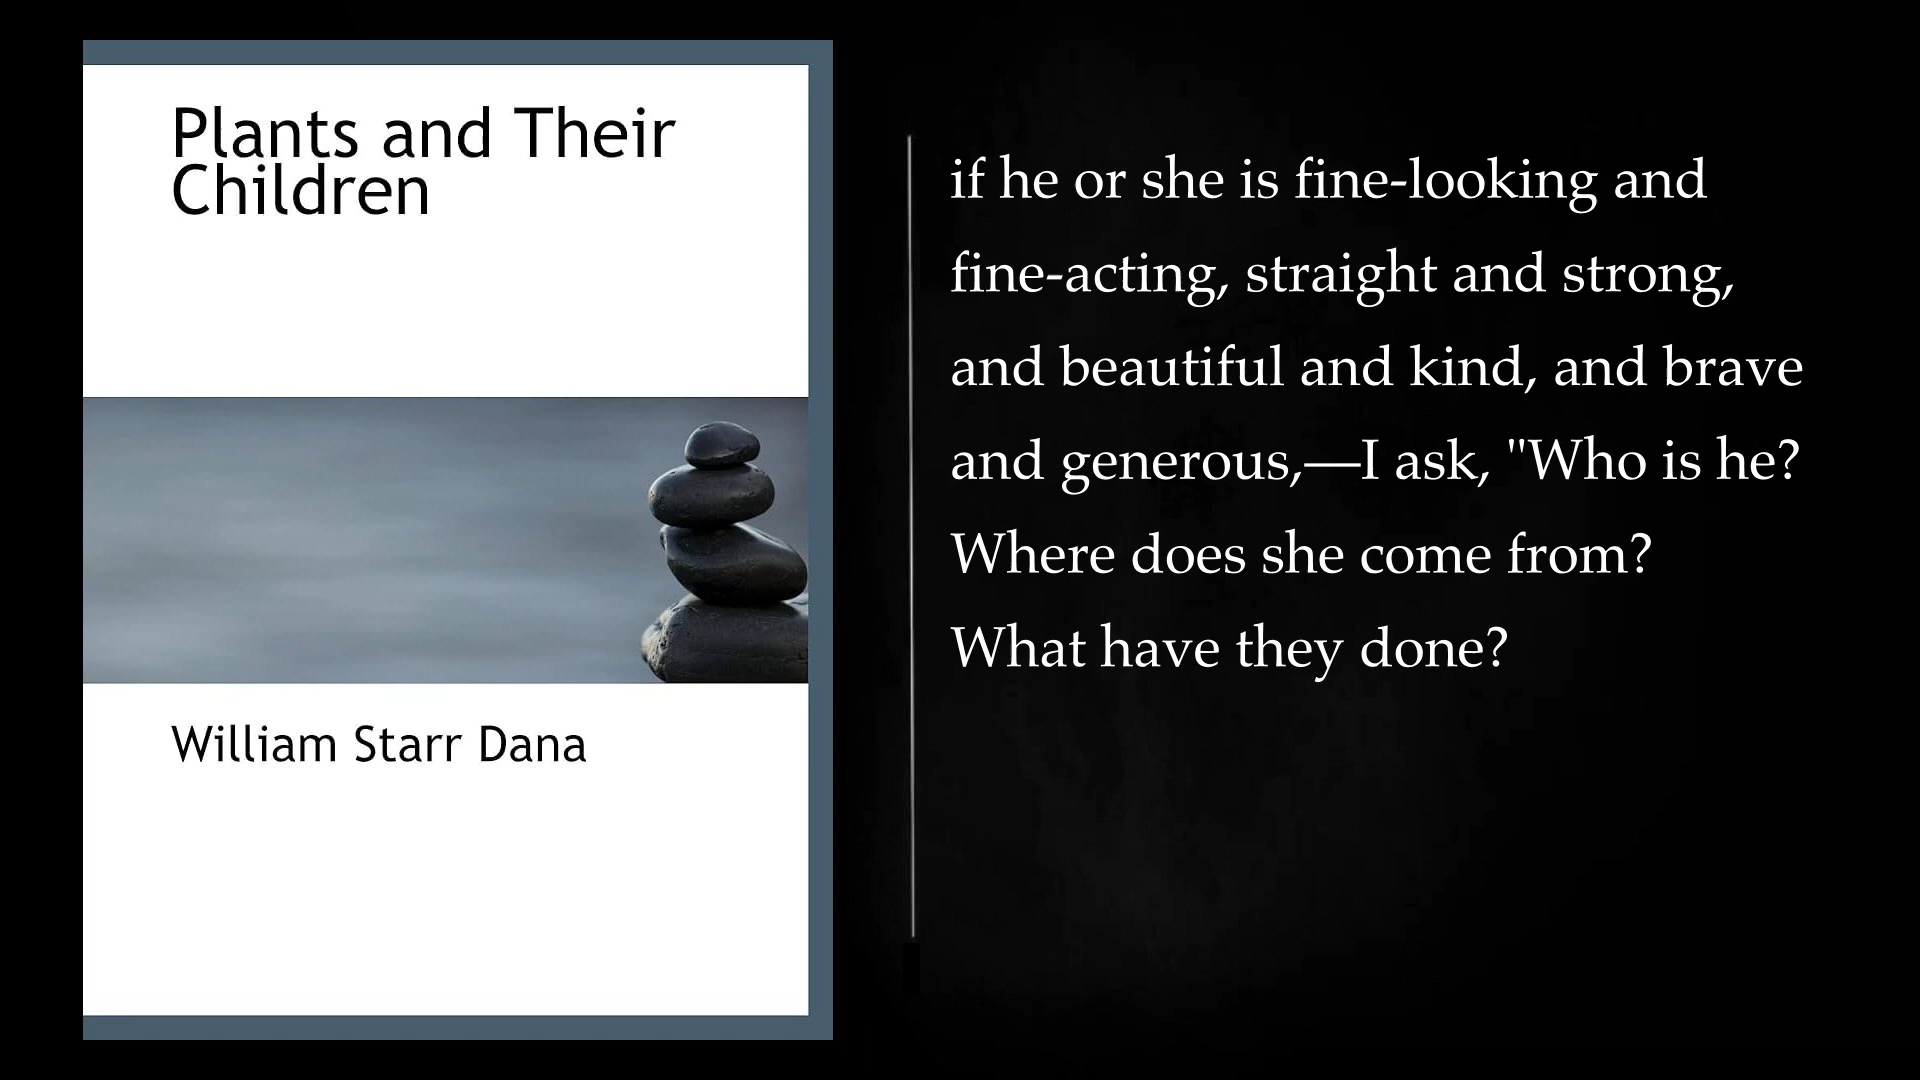 Plants and Their
Children
William Starr Dana
if he or she is fine-looking and
fine-acting, straight and strong,
and beautiful and kind, and brave
and generous,—I ask, "Who is he?
Where does she come from?
What have they done?